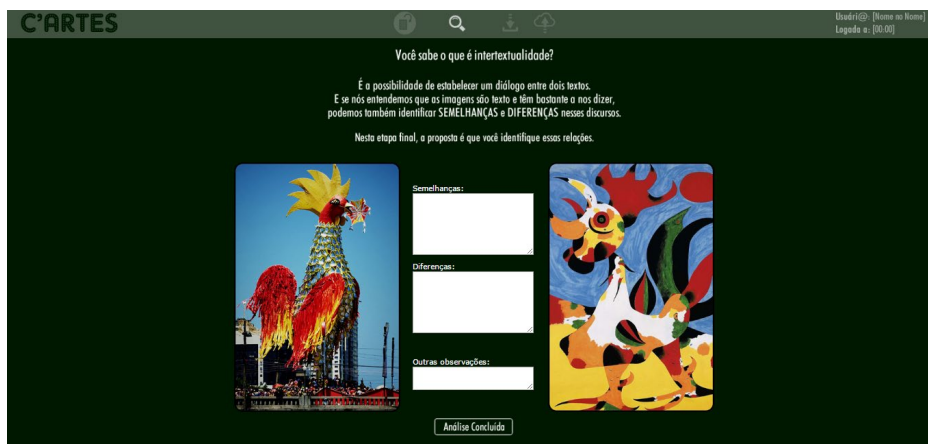 C'ARTES
Usuári@: [Nome no Nome]
Logada a: [00:00]
Você sabe o que é intertextualidade?
É a possibilidade de estabelecer um diálogo entre dois textos.
E se nós entendemos que as imagens são texto e têm bastante a nos dizer,
podemos também identificar SEMELHANÇAS e DIFERENÇAS nesses discursos.
Nesta etapa final, a proposta é que você identifique essas relações.
Semelhanças:
Diferenças:
Outras observações:
Análise Concluída